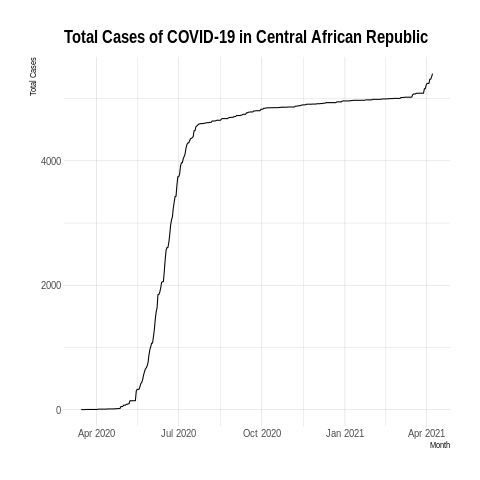 Total Cases of COVID-19 in Central African Republic
Total Cases
4000
2000
0
Apr 2020 Jul 2020 Oct 2020 Jan 2021 Apr 2021
Month